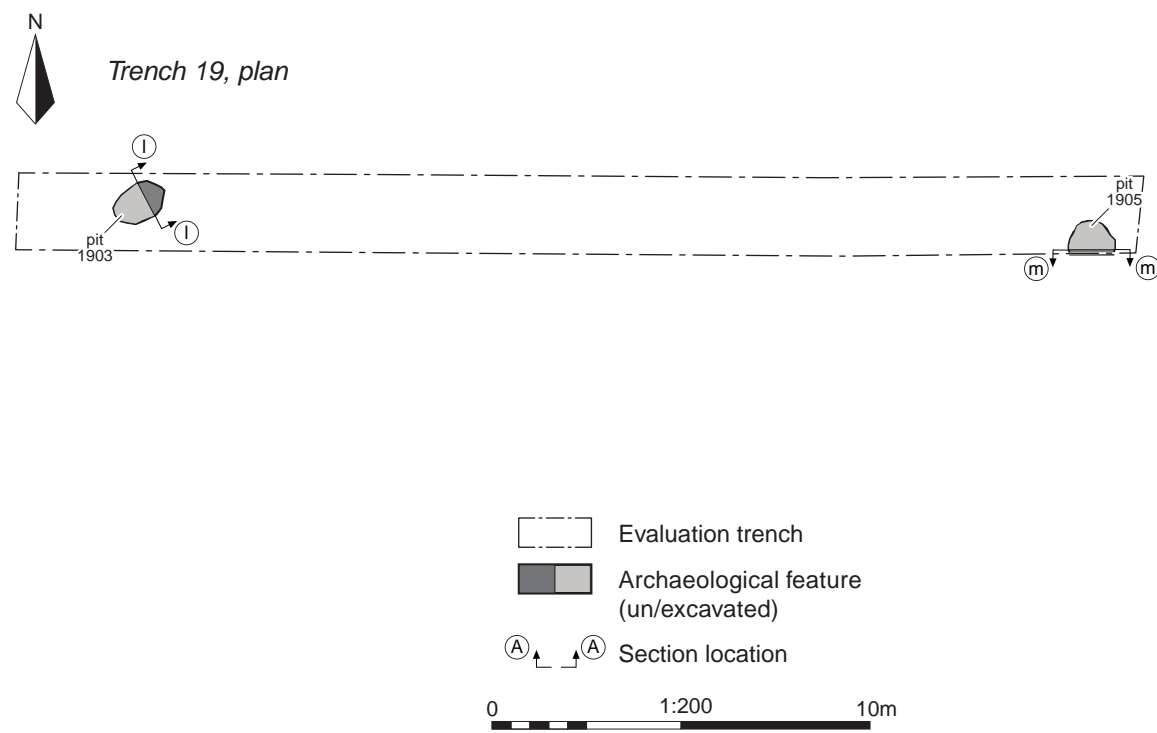 N
Trench 19, plan
l
l
pit
1903
pit
1905
m
m
Evaluation trench
Archaeological feature
(un/excavated)
A
A
Section location
0
1:200
10m